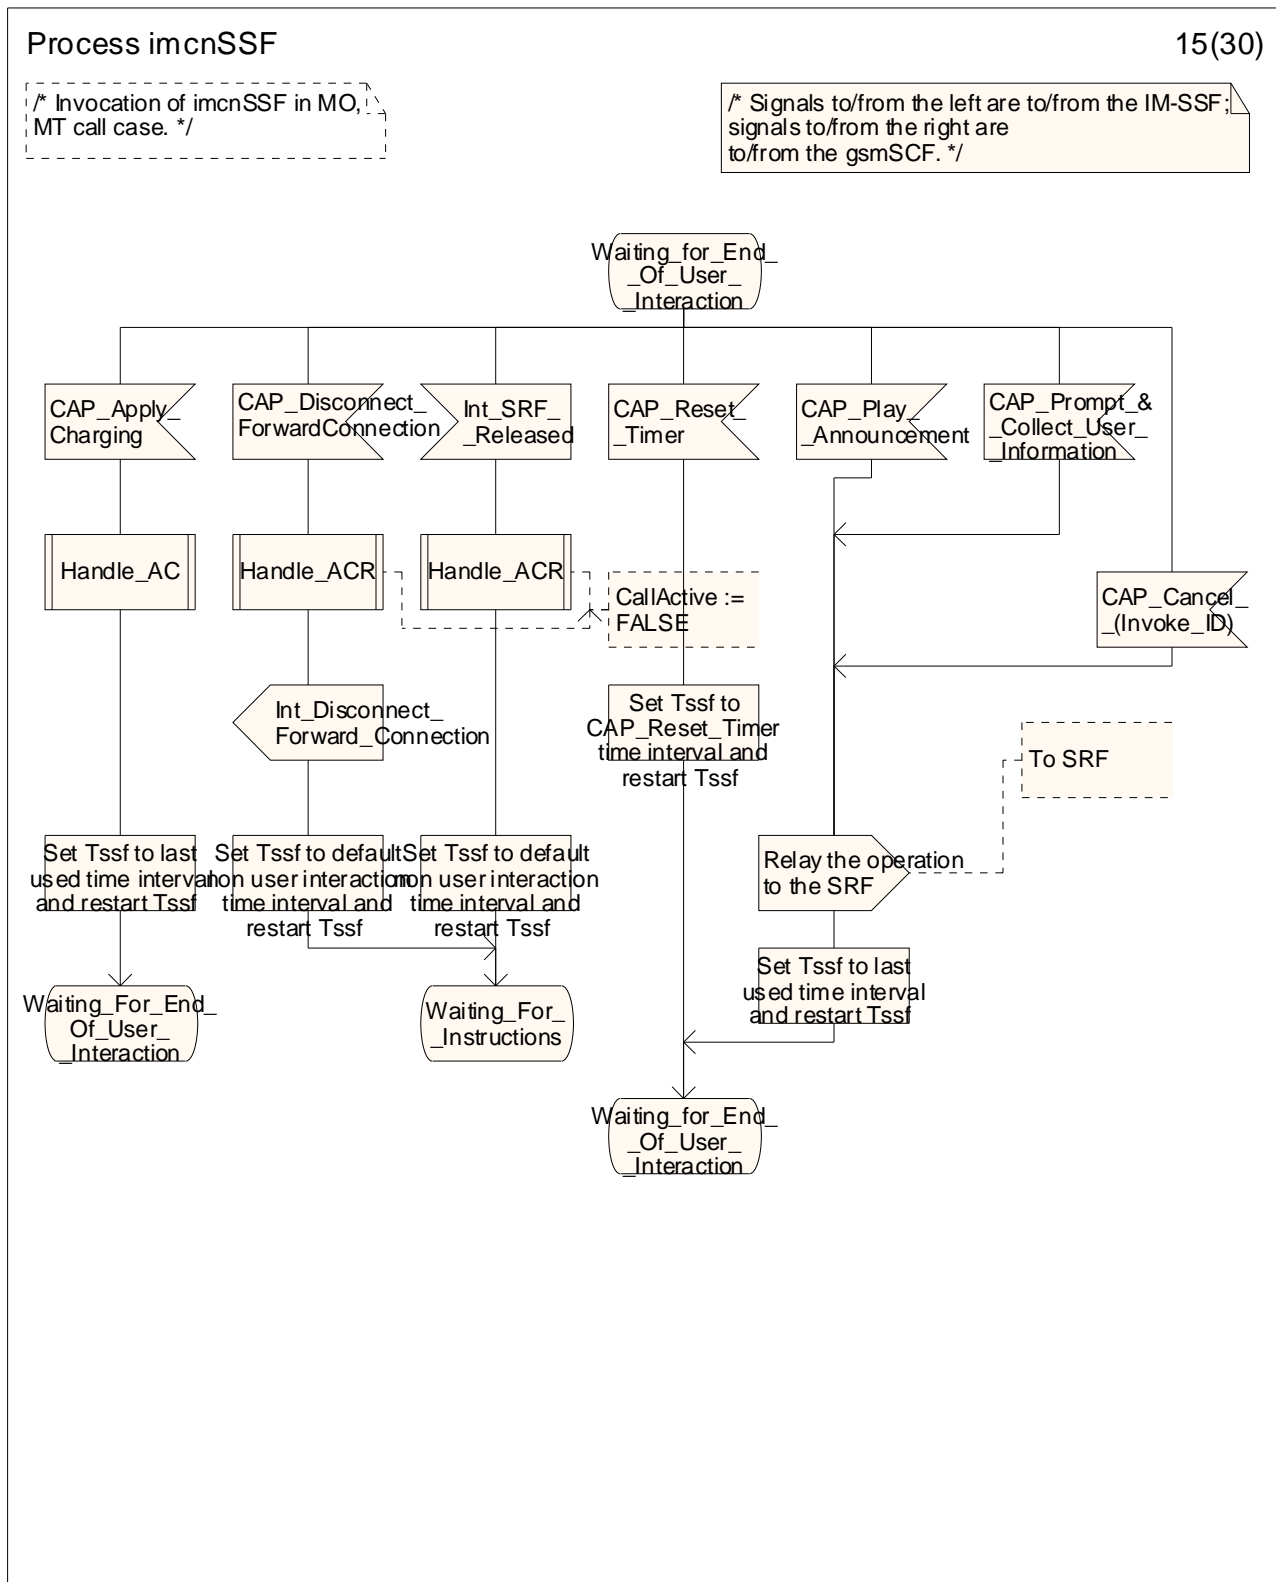 Process imcnSSF
15(30)
/* Invocation of imcnSSF in MO,
MT call case. */
/* Signals to/from the left are to/from the IM-SSF;
signals to/from the right are
to/from the gsmSCF. */
Waiting_for_End_
_Of_User_
_Interaction
CAP_Apply_
Charging
CAP_Disconnect_
ForwardConnection
Int_SRF_
_Released
CAP_Reset_
_Timer
CAP_Play_
_Announcement
CAP_Prompt_&
_Collect_User_
_Information
Handle_AC
Handle_ACR
Handle_ACR
CallActive :=
FALSE
CAP_Cancel_
_(Invoke_ID)
Int_Disconnect_
Forward_Connection
Set Tssf to
CAP_Reset_Timer
time interval and
restart Tssf
To SRF
Set Tssf to last
used time interval
and restart Tssf
Set Tssf to default
non user interaction
time interval and
restart Tssf
Set Tssf to default
non user interaction
time interval and
restart Tssf
Relay the operation
to the SRF
Set Tssf to last
used time interval
and restart Tssf
Waiting_For_End_
_Of_User_
_Interaction
Waiting_For_
_Instructions
Waiting_for_End_
_Of_User_
_Interaction